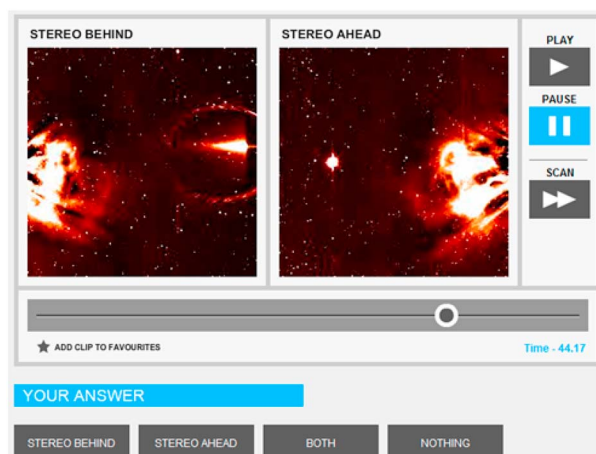 STEREO BEHIND
STEREO AHEAD
PLAY
PAUSE
SCAN
ADD CLIP TO FAVOURITES
Time - 44.17
YOUR ANSWER
STEREO BEHIND
STEREO AHEAD
BOTH
NOTHING